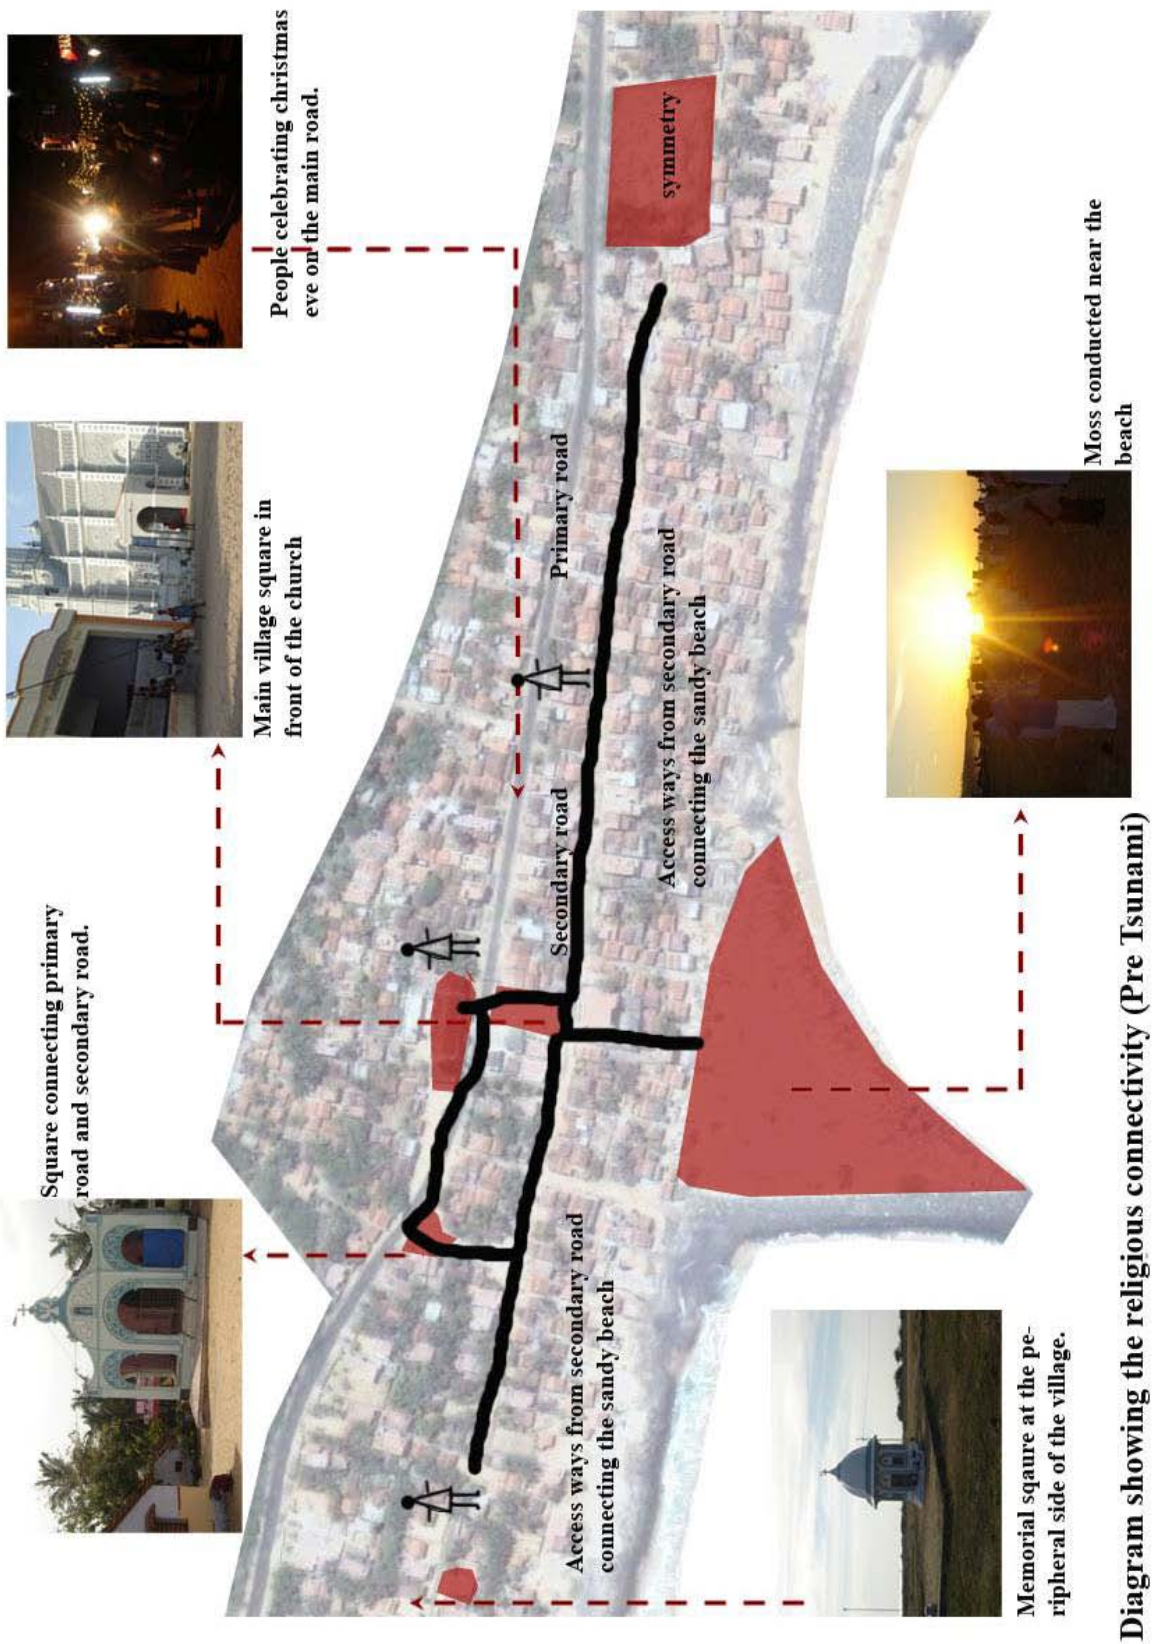 Square connecting primary
road and secondary road.
Main village square in
front of the church
People celebrating christmas
eve on the main road.
symmetry
Primary road
Secondary road
Access ways from secondary road
connecting the sandy beach
Access ways from secondary road
connecting the sandy beach
Memorial sqaure at the pe-
ripheral side of the village.
Moss conducted near the
beach
Diagram showing the religious connectivity (Pre Tsunami)